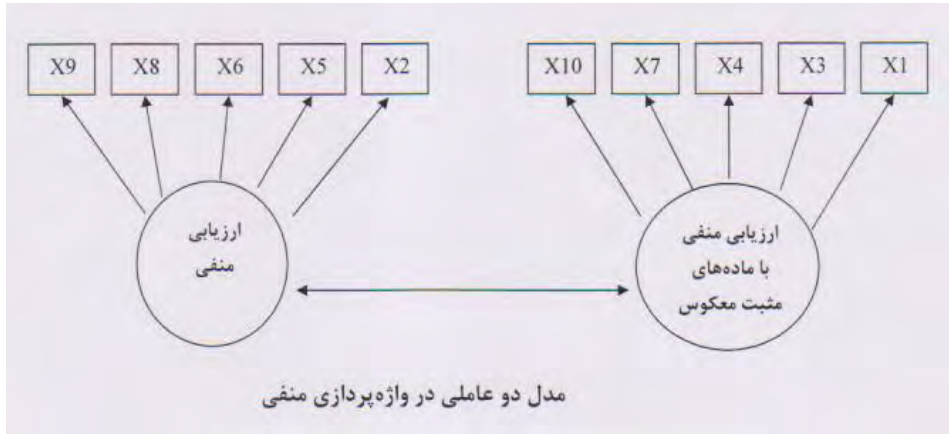 X9 X8 X6 X5 X2 X10 X7 X4 X3 X1
ارزیابی منفی
با ماده‌های
مثبت معکوس
ارزیابی
منفی
مدل دو عاملی در واژه‌پردازی منفی